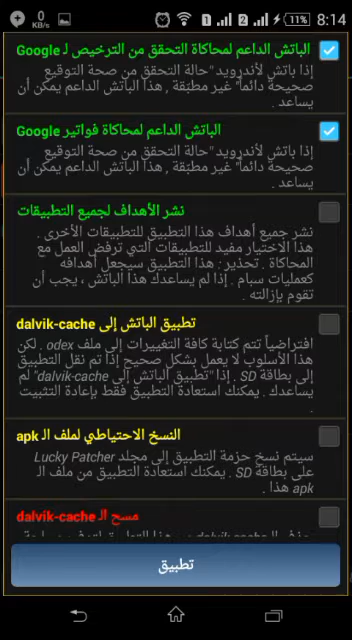 0 KB/s 1 2 11% 8:14
الباتش الداعم لمحاكاة التحقق من الترخيص لـ Google
إذا باتش لأندرويد "حالة التحقق من صحة التوقيع
صحيحة دائماً" غير مطبّقة , هذا الباتش الداعم يمكن أن
يساعد .
الباتش الداعم لمحاكاة فواتير Google
إذا باتش لأندرويد "حالة التحقق من صحة التوقيع
صحيحة دائماً" غير مطبّقة , هذا الباتش الداعم يمكن أن
يساعد .
نشر الأهداف لجميع التطبيقات
نشر جميع أهداف هذا التطبيق للتطبيقات الأخرى .
هذا الاختيار مفيد للتطبيقات التي ترفض العمل مع
المحاكاة . تحذير: هذا التطبيق سيجعل أهدافه
كعمليات سبام . إذا لم يساعدك هذا الباتش ، يجب أن
تقوم بإزالته .
تطبيق الباتش إلى dalvik-cache
افتراضياً تتم كتابة كافة التغييرات إلى ملف odex . لكن
هذا الأسلوب لا يعمل بشكل صحيح إذا تم نقل التطبيق
إلى بطاقة SD . إذا "تطبيق الباتش إلى dalvik-cache" لم
يساعدك . يمكنك استعادة التطبيق فقط بإعادة التثبيت
.
النسخ الاحتياطي لملف الـ apk
سيتم نسخ حزمة التطبيق إلى مجلد Lucky Patcher
على بطاقة SD . يمكنك استعادة التطبيق من ملف الـ
apk هذا .
مسح الـ dalvik-cache
تطبيق